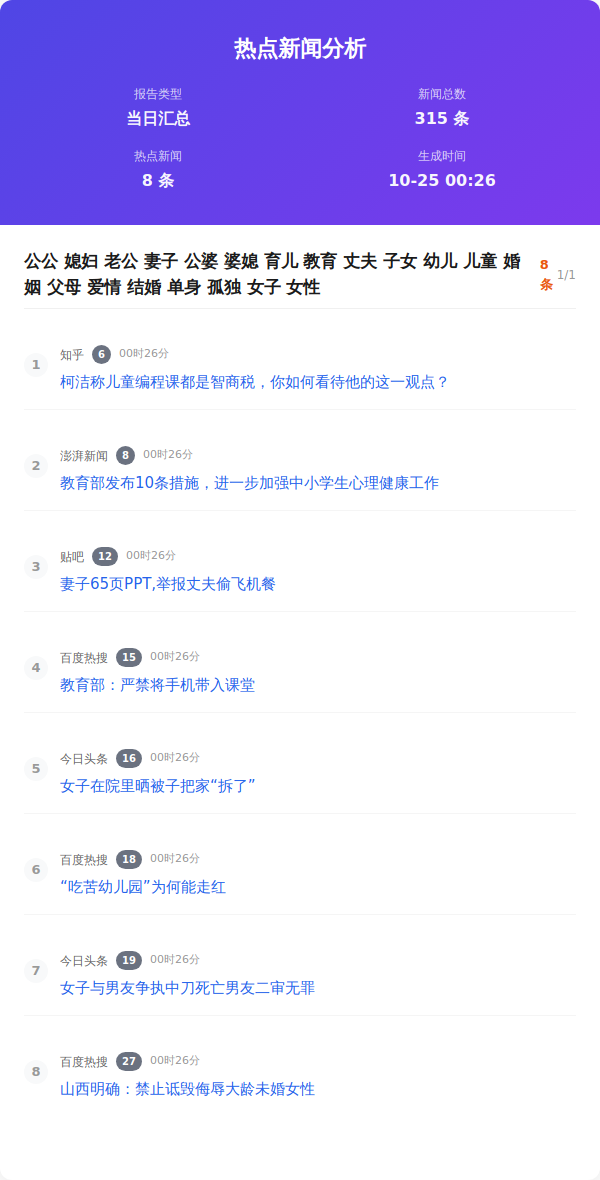 热点新闻分析
报告类型
新闻总数
当日汇总
315 条
热点新闻
生成时间
8 条
10-25 00:26
公公 媳妇 老公 妻子 公婆 婆媳 育儿 教育 丈夫 子女 幼儿 儿童 婚
姻 父母 爱情 结婚 单身 孤独 女子 女性
8
条
1/1
1
知乎 6 00时26分
柯洁称儿童编程课都是智商税，你如何看待他的这一观点？
2
澎湃新闻 8 00时26分
教育部发布10条措施，进一步加强中小学生心理健康工作
3
贴吧 12 00时26分
妻子65页PPT,举报丈夫偷飞机餐
4
百度热搜 15 00时26分
教育部：严禁将手机带入课堂
5
今日头条 16 00时26分
女子在院里晒被子把家“拆了”
6
百度热搜 18 00时26分
“吃苦幼儿园”为何能走红
7
今日头条 19 00时26分
女子与男友争执中刀死亡男友二审无罪
8
百度热搜 27 00时26分
山西明确：禁止诋毁侮辱大龄未婚女性